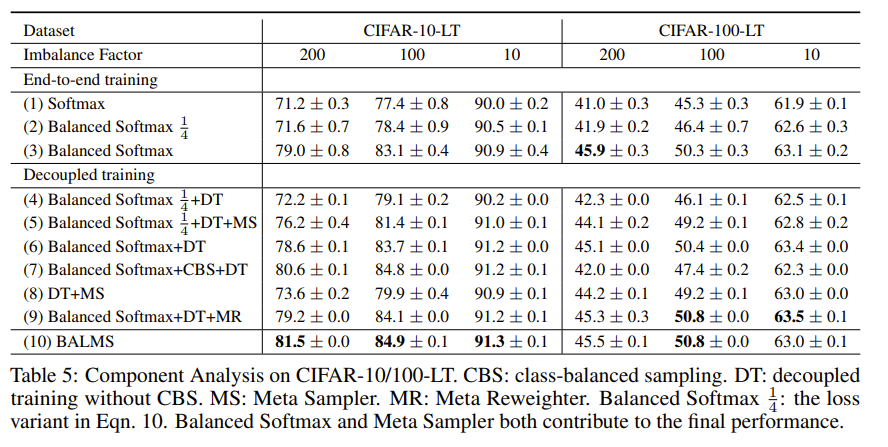 Dataset CIFAR-10-LT CIFAR-100-LT
Imbalance Factor 200 100 10 200 100 10
End-to-end training
(1) Softmax 71.2 ± 0.3 77.4 ± 0.8 90.0 ± 0.2 41.0 ± 0.3 45.3 ± 0.3 61.9 ± 0.1
(2) Balanced Softmax 1/4 71.6 ± 0.7 78.4 ± 0.9 90.5 ± 0.1 41.9 ± 0.2 46.4 ± 0.7 62.6 ± 0.3
(3) Balanced Softmax 79.0 ± 0.8 83.1 ± 0.4 90.9 ± 0.4 45.9 ± 0.3 50.3 ± 0.3 63.1 ± 0.2
Decoupled training
(4) Balanced Softmax 1/4+DT 72.2 ± 0.1 79.1 ± 0.2 90.2 ± 0.0 42.3 ± 0.0 46.1 ± 0.1 62.5 ± 0.1
(5) Balanced Softmax 1/4+DT+MS 76.2 ± 0.4 81.4 ± 0.1 91.0 ± 0.1 44.1 ± 0.2 49.2 ± 0.1 62.8 ± 0.2
(6) Balanced Softmax+DT 78.6 ± 0.1 83.7 ± 0.1 91.2 ± 0.0 45.1 ± 0.0 50.4 ± 0.0 63.4 ± 0.0
(7) Balanced Softmax+CBS+DT 80.6 ± 0.1 84.8 ± 0.0 91.2 ± 0.1 42.0 ± 0.0 47.4 ± 0.2 62.3 ± 0.0
(8) DT+MS 73.6 ± 0.2 79.9 ± 0.4 90.9 ± 0.1 44.2 ± 0.1 49.2 ± 0.1 63.0 ± 0.0
(9) Balanced Softmax+DT+MR 79.2 ± 0.0 84.1 ± 0.0 91.2 ± 0.1 45.3 ± 0.3 50.8 ± 0.0 63.5 ± 0.1
(10) BALMS 81.5 ± 0.0 84.9 ± 0.1 91.3 ± 0.1 45.5 ± 0.1 50.8 ± 0.0 63.0 ± 0.1
Table 5: Component Analysis on CIFAR-10/100-LT. CBS: class-balanced sampling. DT: decoupled
training without CBS. MS: Meta Sampler. MR: Meta Reweighter. Balanced Softmax 1/4: the loss
variant in Eqn. 10. Balanced Softmax and Meta Sampler both contribute to the final performance.